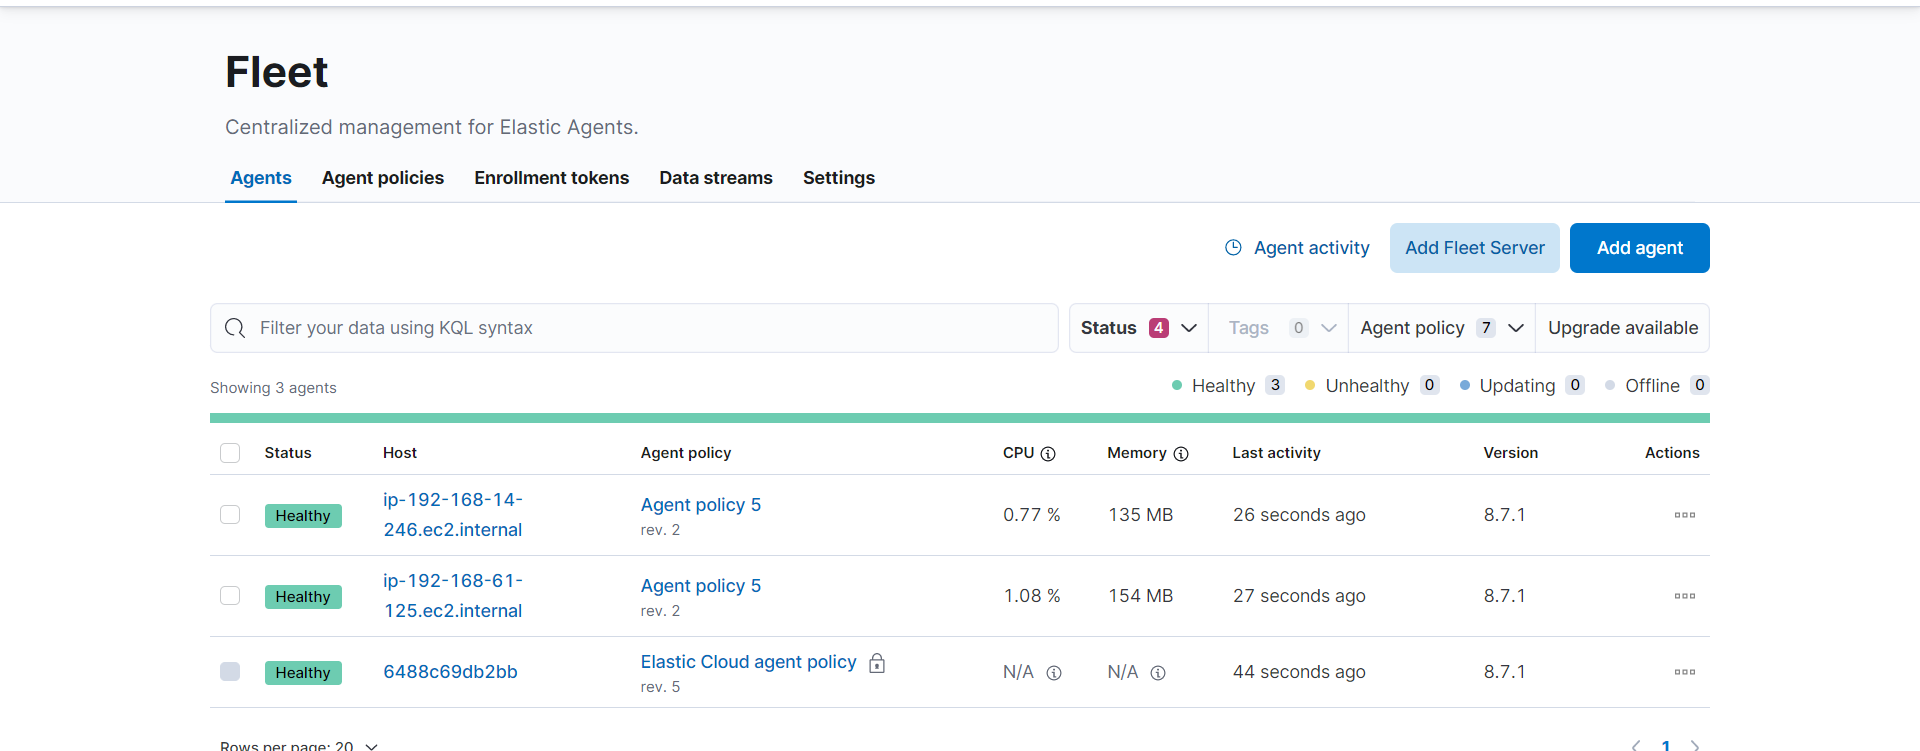 Fleet
Centralized management for Elastic Agents.
Agents Agent policies Enrollment tokens Data streams Settings
Agent activity Add Fleet Server Add agent
Filter your data using KQL syntax Status 4 Tags 0 Agent policy 7 Upgrade available
Showing 3 agents Healthy 3 Unhealthy 0 Updating 0 Offline 0
Status Host Agent policy CPU Memory Last activity Version Actions
Healthy ip-192-168-14-
246.ec2.internal Agent policy 5
rev. 2 0.77 % 135 MB 26 seconds ago 8.7.1
Healthy ip-192-168-61-
125.ec2.internal Agent policy 5
rev. 2 1.08 % 154 MB 27 seconds ago 8.7.1
Healthy 6488c69db2bb Elastic Cloud agent policy
rev. 5 N/A N/A 44 seconds ago 8.7.1
Rows per page: 20 1